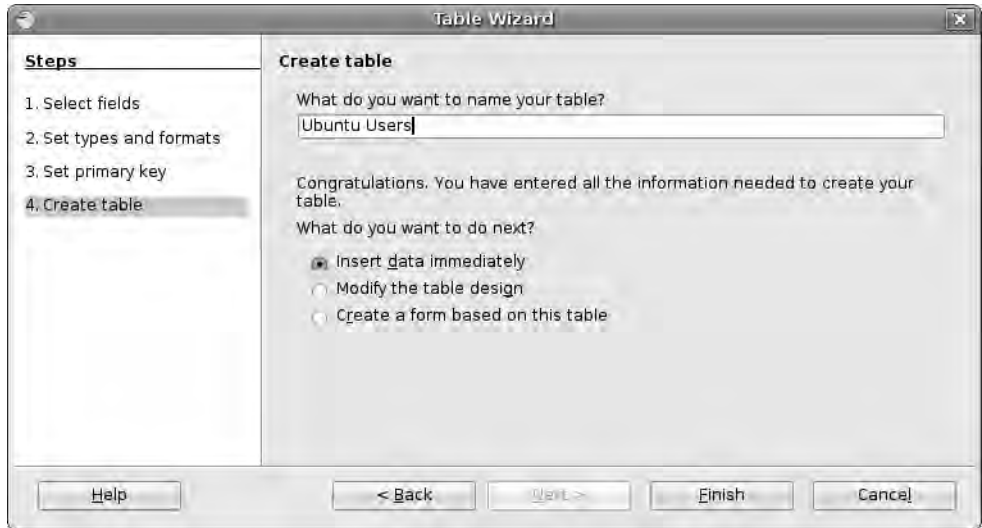 Table Wizard
Steps
1. Select fields
2. Set types and formats
3. Set primary key
4. Create table
Create table
What do you want to name your table?
Ubuntu Users
Congratulations. You have entered all the information needed to create your
table.
What do you want to do next?
Insert data immediately
Modify the table design
Create a form based on this table
Help
< Back
Next >
Finish
Cancel